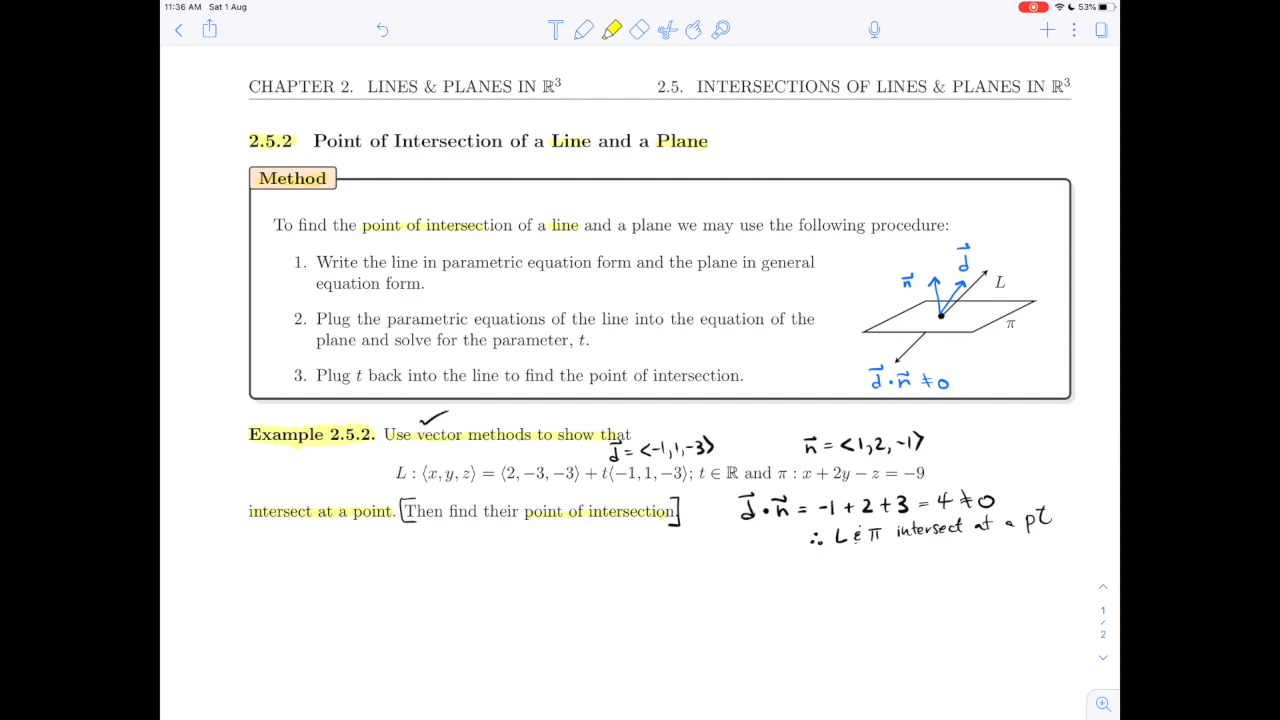 11:36 AM Sat 1 Aug 53%
CHAPTER 2. LINES & PLANES IN ℝ³ 2.5. INTERSECTIONS OF LINES & PLANES IN ℝ³
2.5.2 Point of Intersection of a Line and a Plane
Method
To find the point of intersection of a line and a plane we may use the following procedure:
1. Write the line in parametric equation form and the plane in general
equation form.
2. Plug the parametric equations of the line into the equation of the
plane and solve for the parameter, t.
3. Plug t back into the line to find the point of intersection.
n⃗ d⃗ L
π
d⃗ · n⃗ ≠ 0
Example 2.5.2. Use vector methods to show that
d⃗ = <-1,1,-3> n⃗ = <1,2,-1>
L : ⟨x, y, z⟩ = ⟨2, −3, −3⟩ + t⟨−1, 1, −3⟩; t ∈ ℝ and π : x + 2y − z = −9
intersect at a point. [Then find their point of intersection.] d⃗ · n⃗ = -1 + 2 + 3 = 4 ≠ 0
∴ L & π intersect at a pt
1
/
2